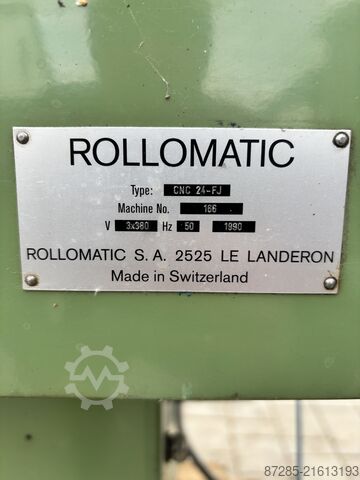 ROLLOMATIC
Type: CNC 24-FJ
Machine No. 186
V 3x380 Hz 50 1990
ROLLOMATIC S. A. 2525 LE LANDERON
Made in Switzerland
87285-21613193